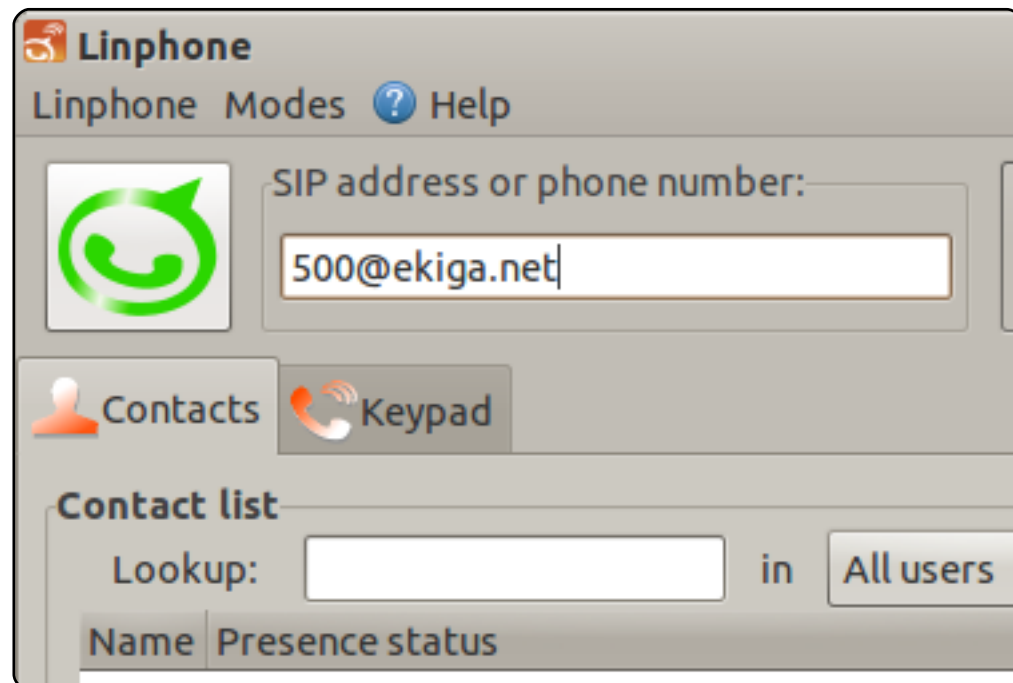 Linphone
Linphone Modes ? Help
SIP address or phone number:
500@ekiga.net
Contacts Keypad
Contact list
Lookup: in All users
Name Presence status